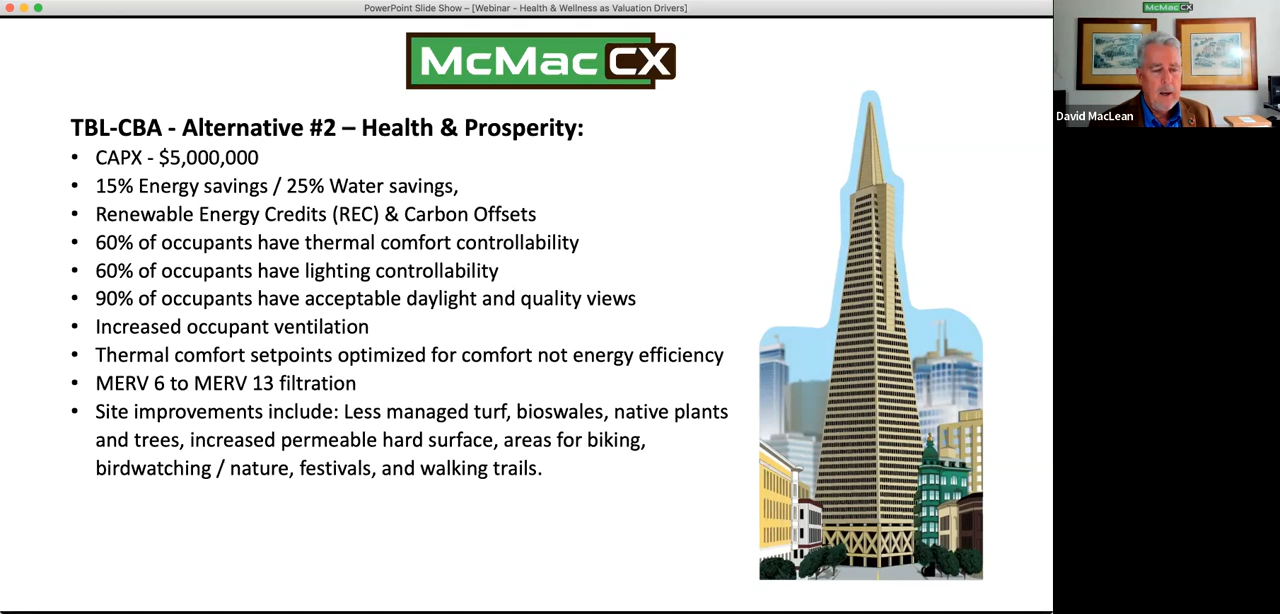 PowerPoint Slide Show – [Webinar - Health & Wellness as Valuation Drivers]
McMac CX
McMac CX
David MacLean
TBL-CBA - Alternative #2 – Health & Prosperity:
• CAPX - $5,000,000
• 15% Energy savings / 25% Water savings,
• Renewable Energy Credits (REC) & Carbon Offsets
• 60% of occupants have thermal comfort controllability
• 60% of occupants have lighting controllability
• 90% of occupants have acceptable daylight and quality views
• Increased occupant ventilation
• Thermal comfort setpoints optimized for comfort not energy efficiency
• MERV 6 to MERV 13 filtration
• Site improvements include: Less managed turf, bioswales, native plants
and trees, increased permeable hard surface, areas for biking,
birdwatching / nature, festivals, and walking trails.